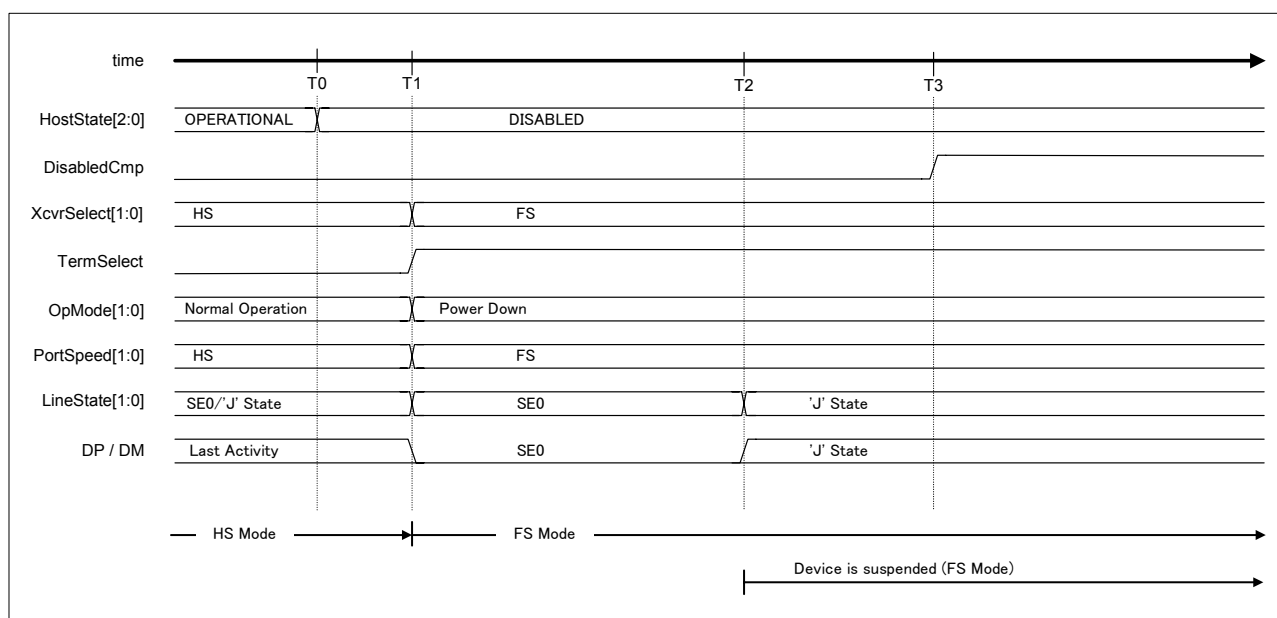 time
T0 T1 T2 T3
HostState[2:0] OPERATIONAL DISABLED
DisabledCmp
XcvrSelect[1:0] HS FS
TermSelect
OpMode[1:0] Normal Operation Power Down
PortSpeed[1:0] HS FS
LineState[1:0] SE0/'J' State SE0 'J' State
DP / DM Last Activity SE0 'J' State
HS Mode FS Mode
Device is suspended (FS Mode)